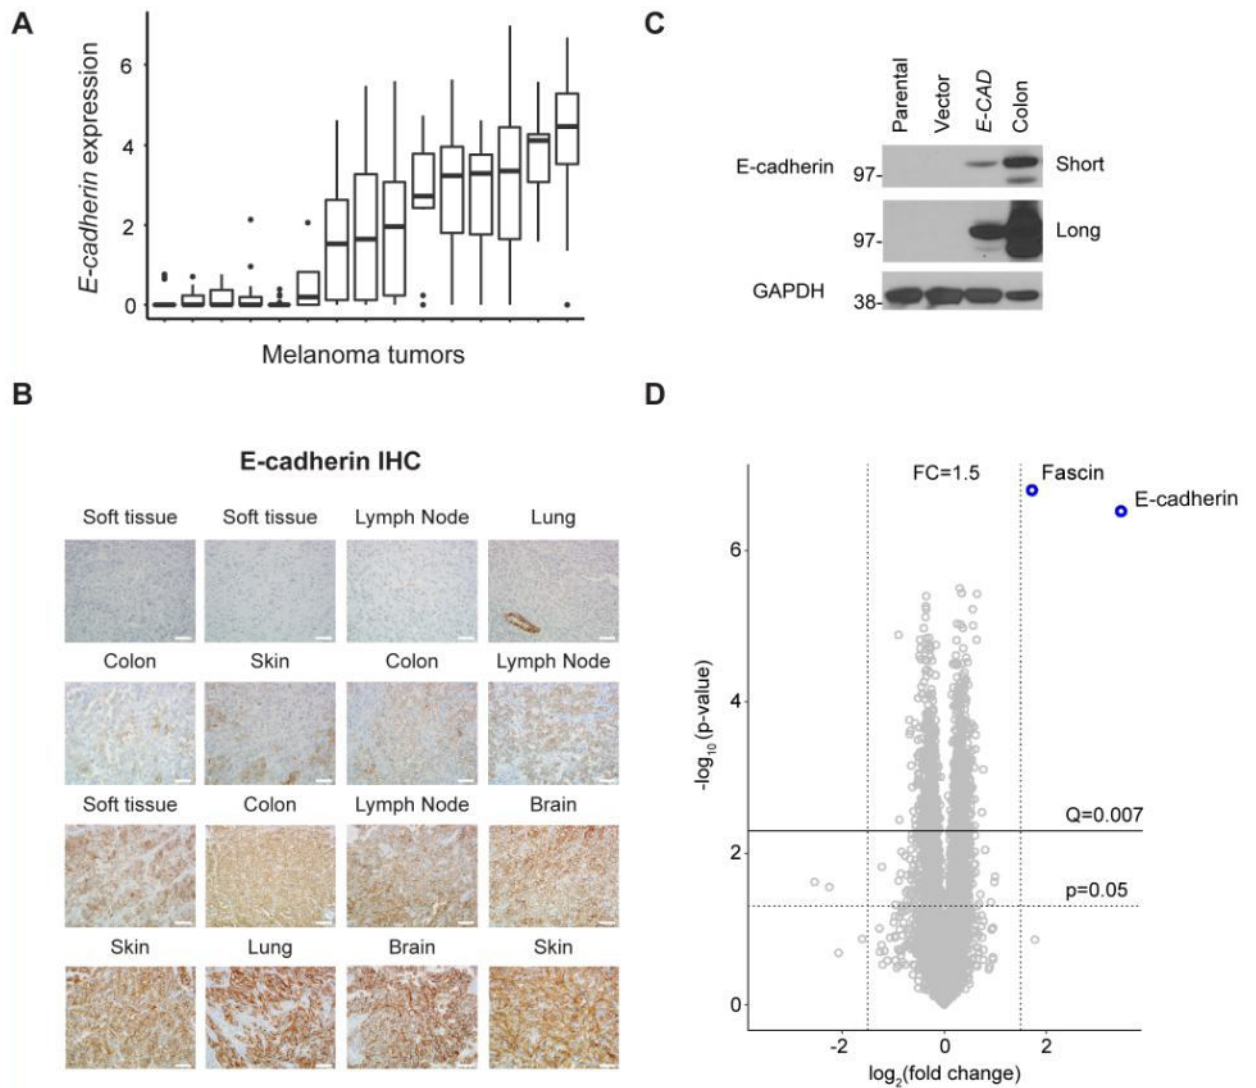 A
E-cadherin expression
6
4
2
0
Melanoma tumors
B
E-cadherin IHC
Soft tissue Soft tissue Lymph Node Lung
Colon Skin Colon Lymph Node
Soft tissue Colon Lymph Node Brain
Skin Lung Brain Skin
C
Parental Vector E-CAD Colon
E-cadherin 97- Short
97- Long
GAPDH 38-
D
FC=1.5 Fascin
E-cadherin
6
4
2
0
-log10 (p-value)
Q=0.007
p=0.05
-2 0 2
log2(fold change)